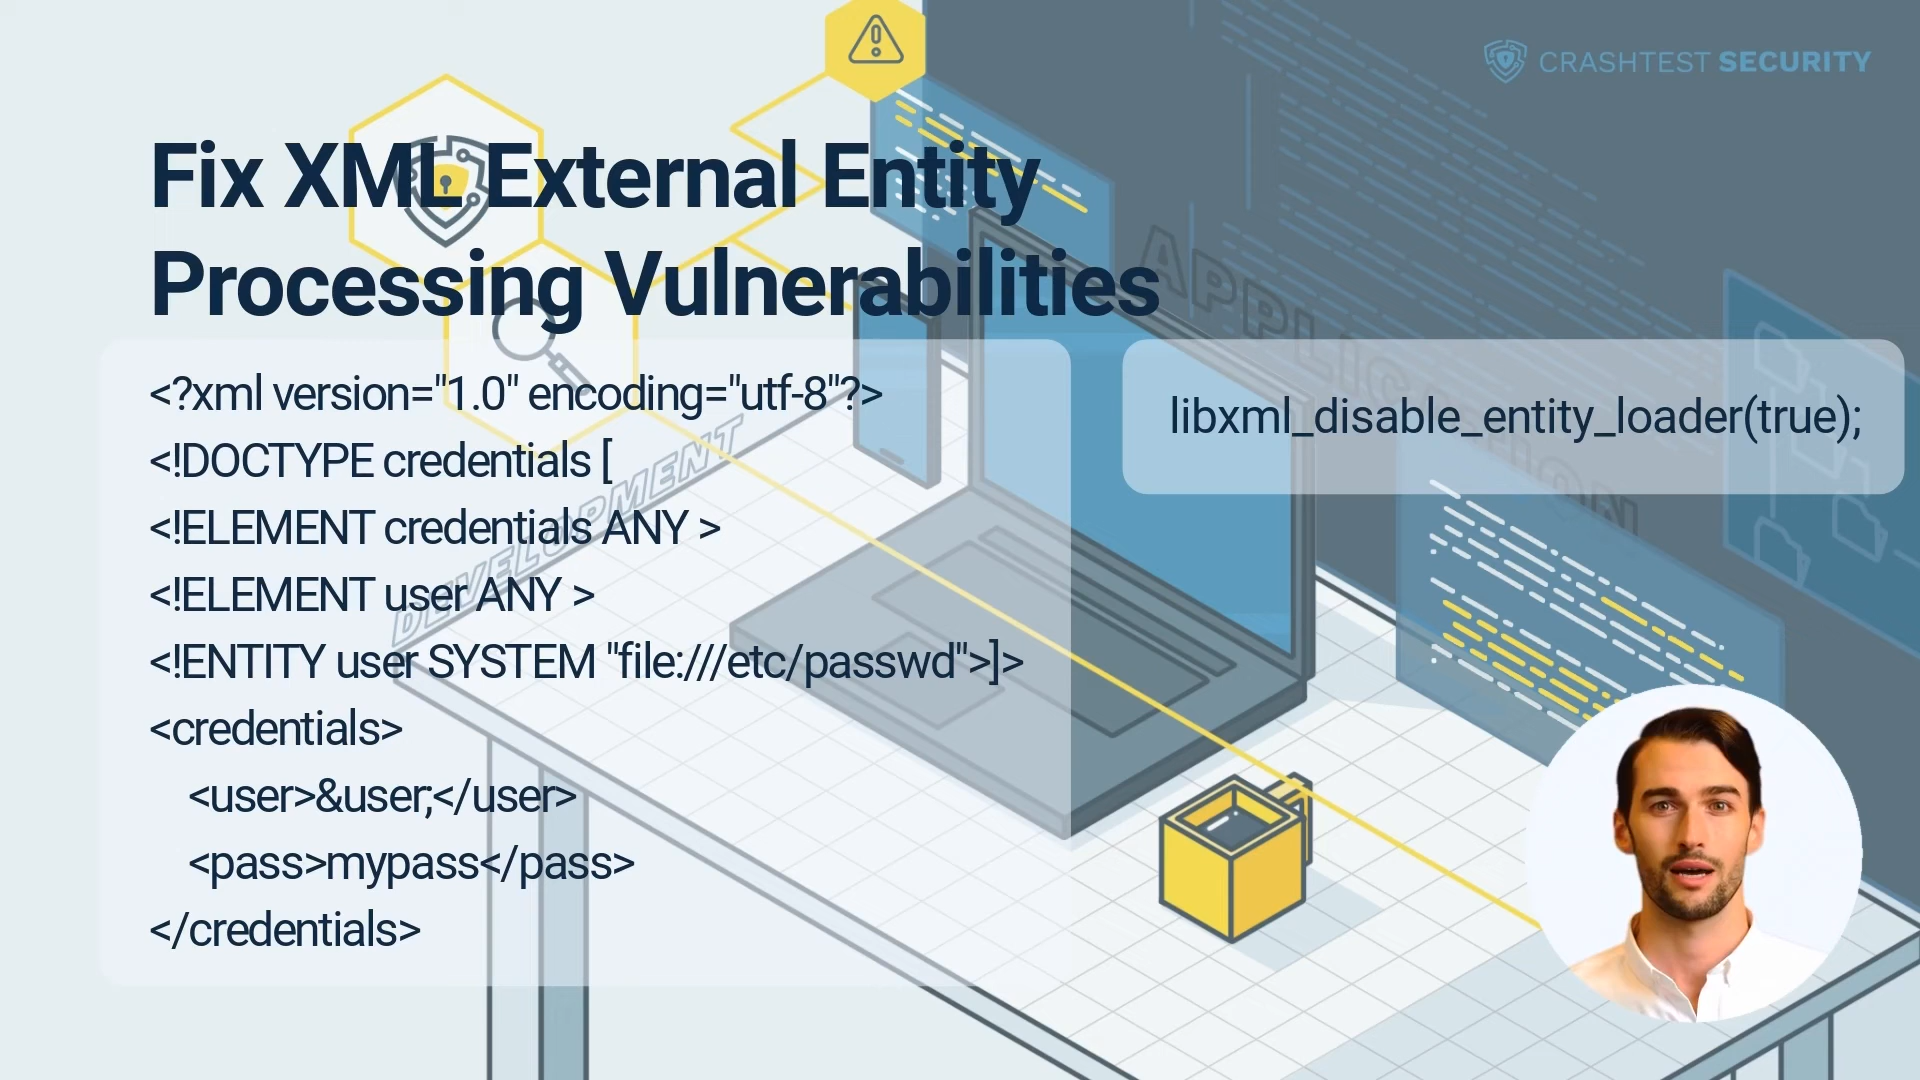 CRASHTEST SECURITY
Fix XML External Entity
Processing Vulnerabilities
<?xml version="1.0" encoding="utf-8"?>
<!DOCTYPE credentials [
<!ELEMENT credentials ANY >
<!ELEMENT user ANY >
<!ENTITY user SYSTEM "file:///etc/passwd">]>
<credentials>
<user>&user;</user>
<pass>mypass</pass>
</credentials>
libxml_disable_entity_loader(true);
APPLICATION
DEVELOPMENT